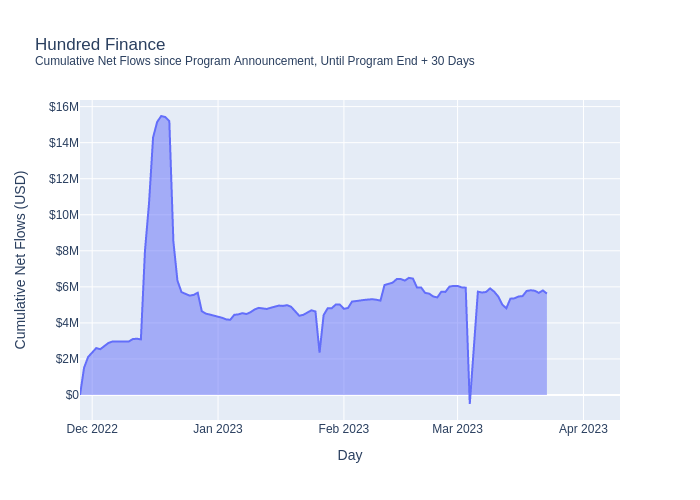 Hundred Finance
Cumulative Net Flows since Program Announcement, Until Program End + 30 Days
Cumulative Net Flows (USD)
$16M
$14M
$12M
$10M
$8M
$6M
$4M
$2M
$0
Dec 2022
Jan 2023
Feb 2023
Mar 2023
Apr 2023
Day